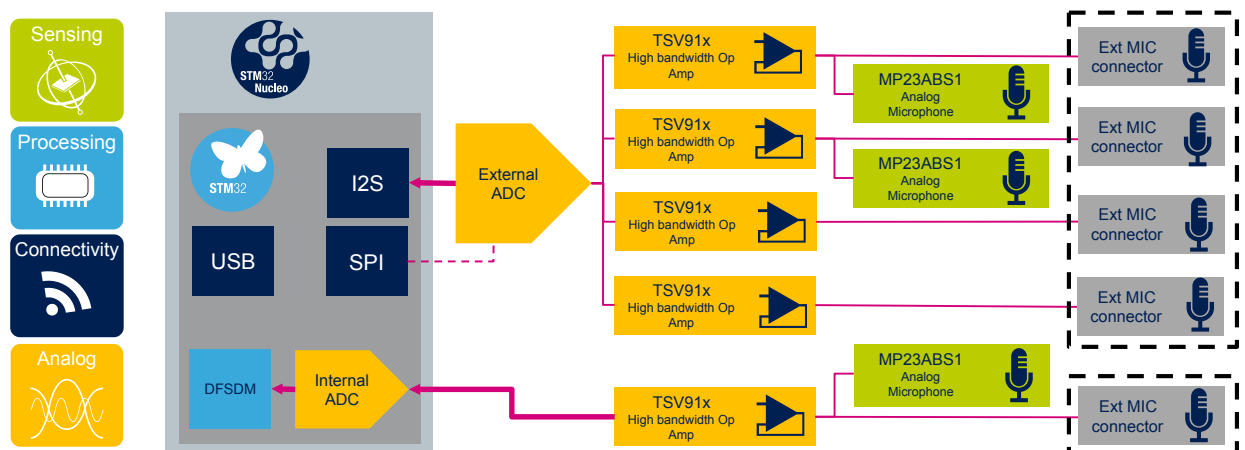 Sensing
Processing
Connectivity
Analog
STM32
Nucleo
STM32
I2S
USB
SPI
DFSDM
Internal
ADC
External
ADC
TSV91x
High bandwidth Op
Amp
MP23ABS1
Analog
Microphone
Ext MIC
connector
TSV91x
High bandwidth Op
Amp
MP23ABS1
Analog
Microphone
Ext MIC
connector
TSV91x
High bandwidth Op
Amp
Ext MIC
connector
TSV91x
High bandwidth Op
Amp
Ext MIC
connector
TSV91x
High bandwidth Op
Amp
MP23ABS1
Analog
Microphone
Ext MIC
connector